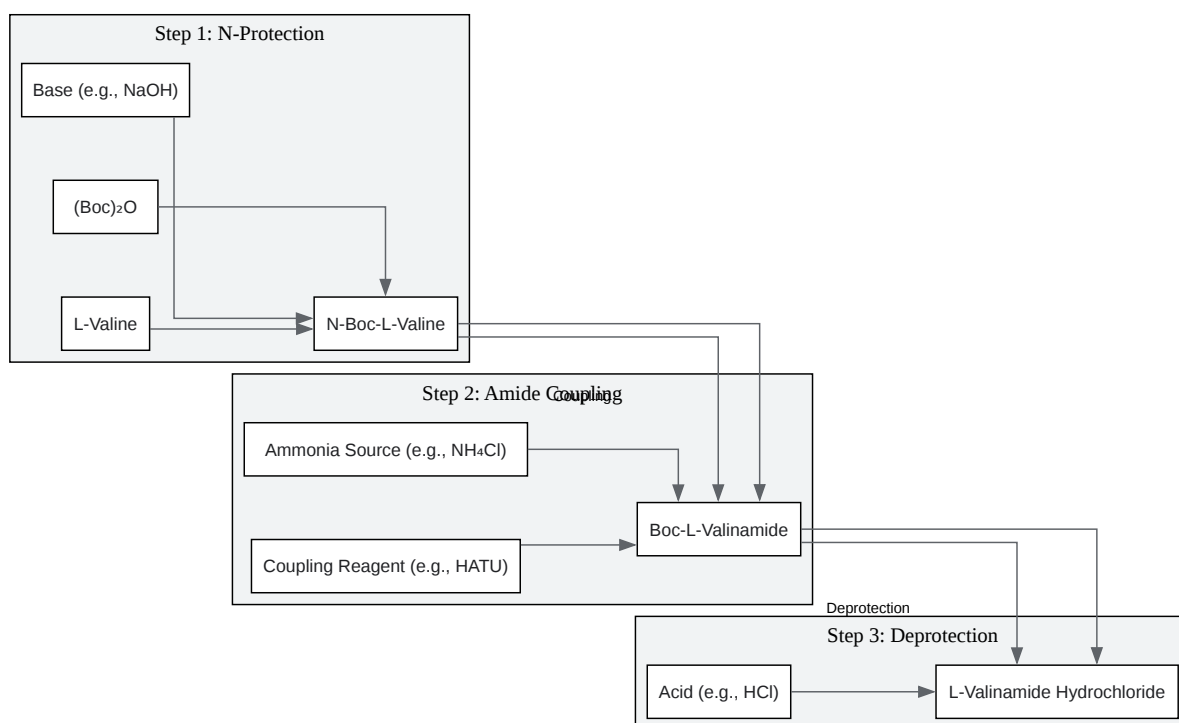 Step 1: N-Protection
Base (e.g., NaOH)
(Boc)₂O
L-Valine
N-Boc-L-Valine
Step 2: Amide Coupling
Coupling
Ammonia Source (e.g., NH₄Cl)
Boc-L-Valinamide
Coupling Reagent (e.g., HATU)
Deprotection
Step 3: Deprotection
Acid (e.g., HCl)
L-Valinamide Hydrochloride